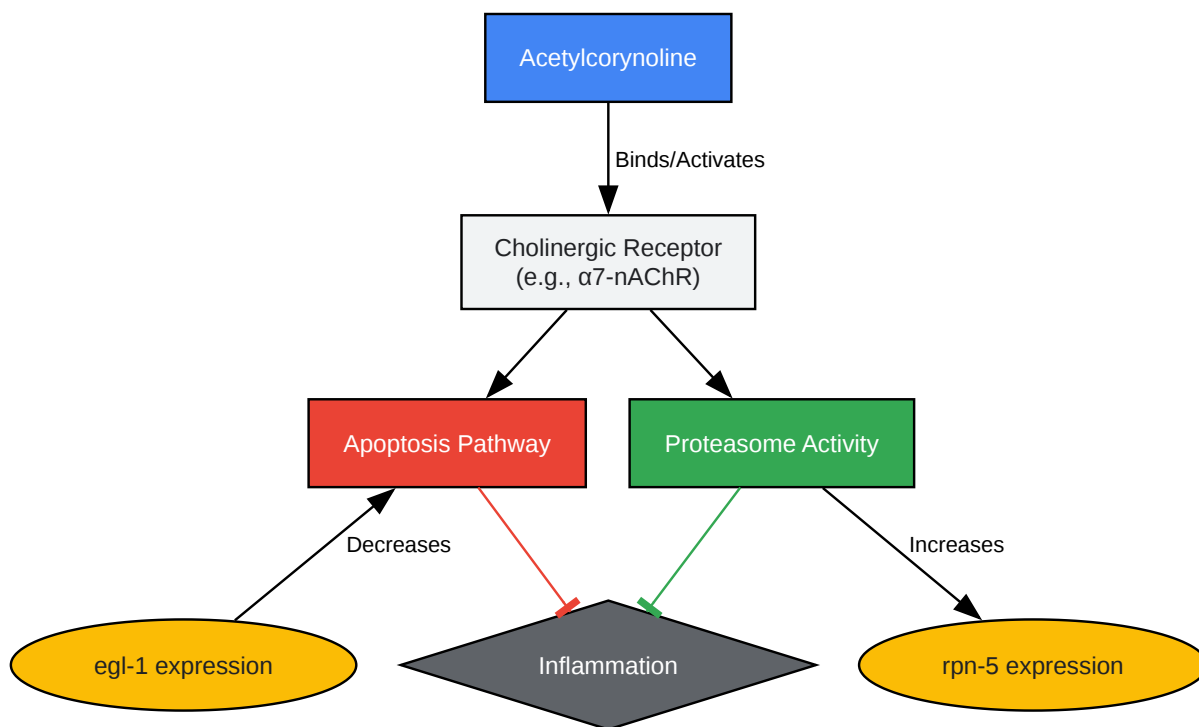 Acetylcorynoline
Binds/Activates
Cholinergic Receptor
(e.g., α7-nAChR)
Apoptosis Pathway
Proteasome Activity
Decreases
Increases
egl-1 expression
Inflammation
rpn-5 expression